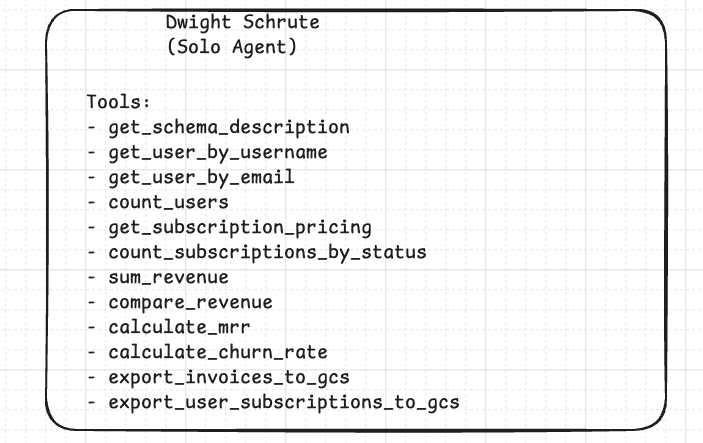 Dwight Schrute
(Solo Agent)
Tools:
- get_schema_description
- get_user_by_username
- get_user_by_email
- count_users
- get_subscription_pricing
- count_subscriptions_by_status
- sum_revenue
- compare_revenue
- calculate_mrr
- calculate_churn_rate
- export_invoices_to_gcs
- export_user_subscriptions_to_gcs